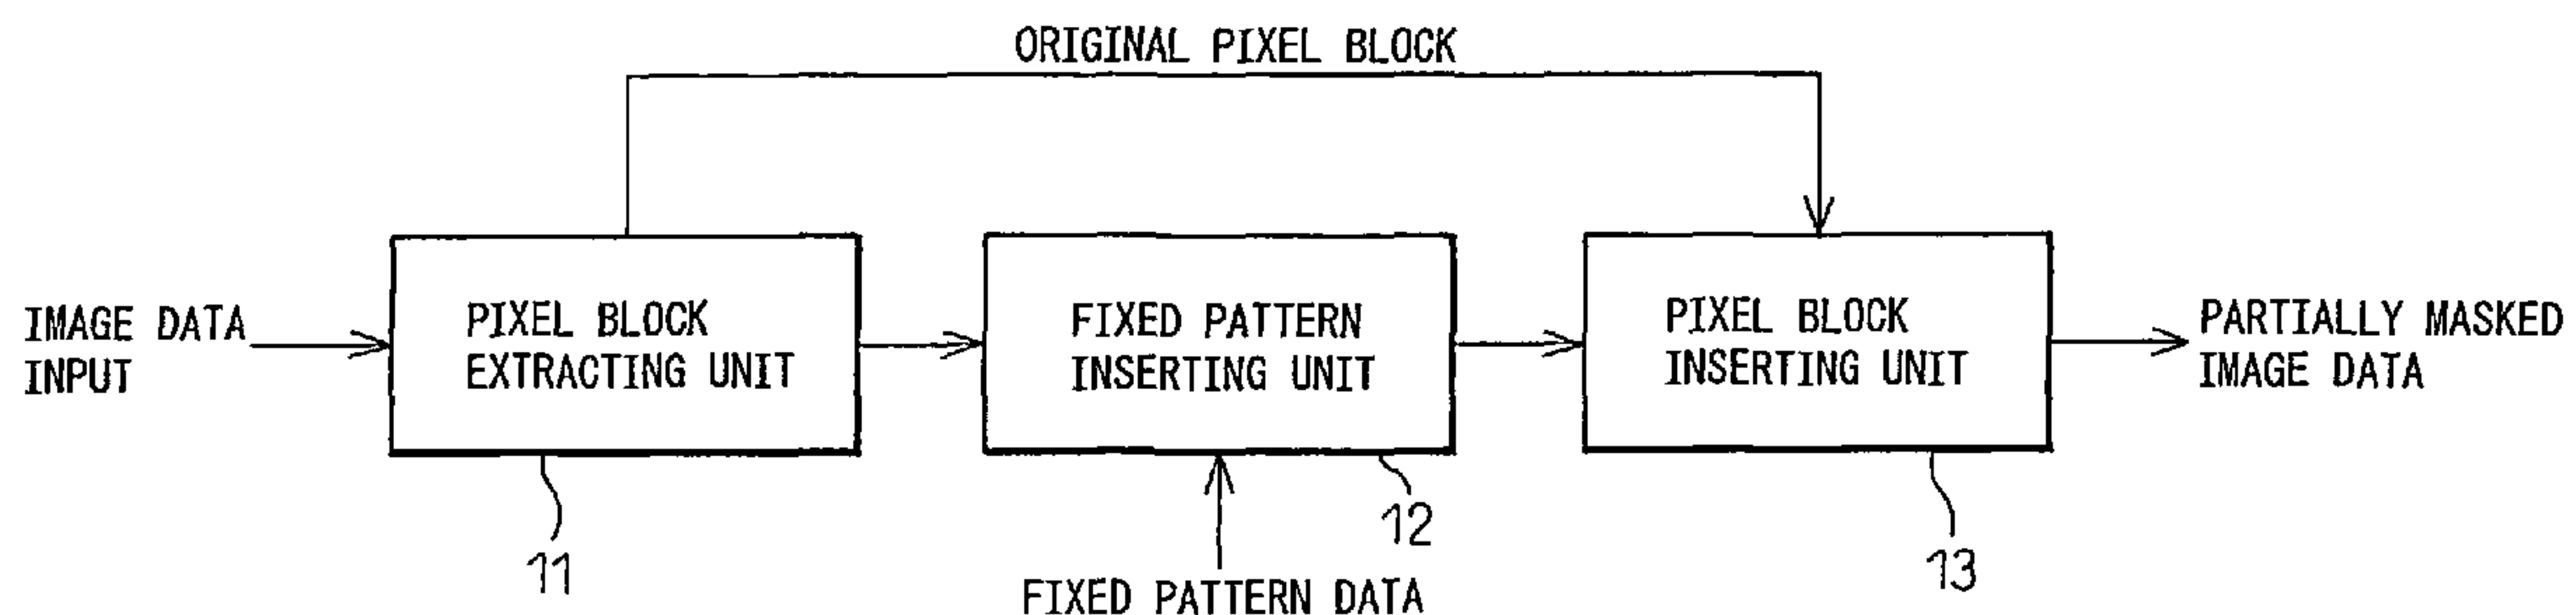 ORIGINAL PIXEL BLOCK
IMAGE DATA
INPUT
PIXEL BLOCK
EXTRACTING UNIT
FIXED PATTERN
INSERTING UNIT
PIXEL BLOCK
INSERTING UNIT
PARTIALLY MASKED
IMAGE DATA
11
12
13
FIXED PATTERN DATA